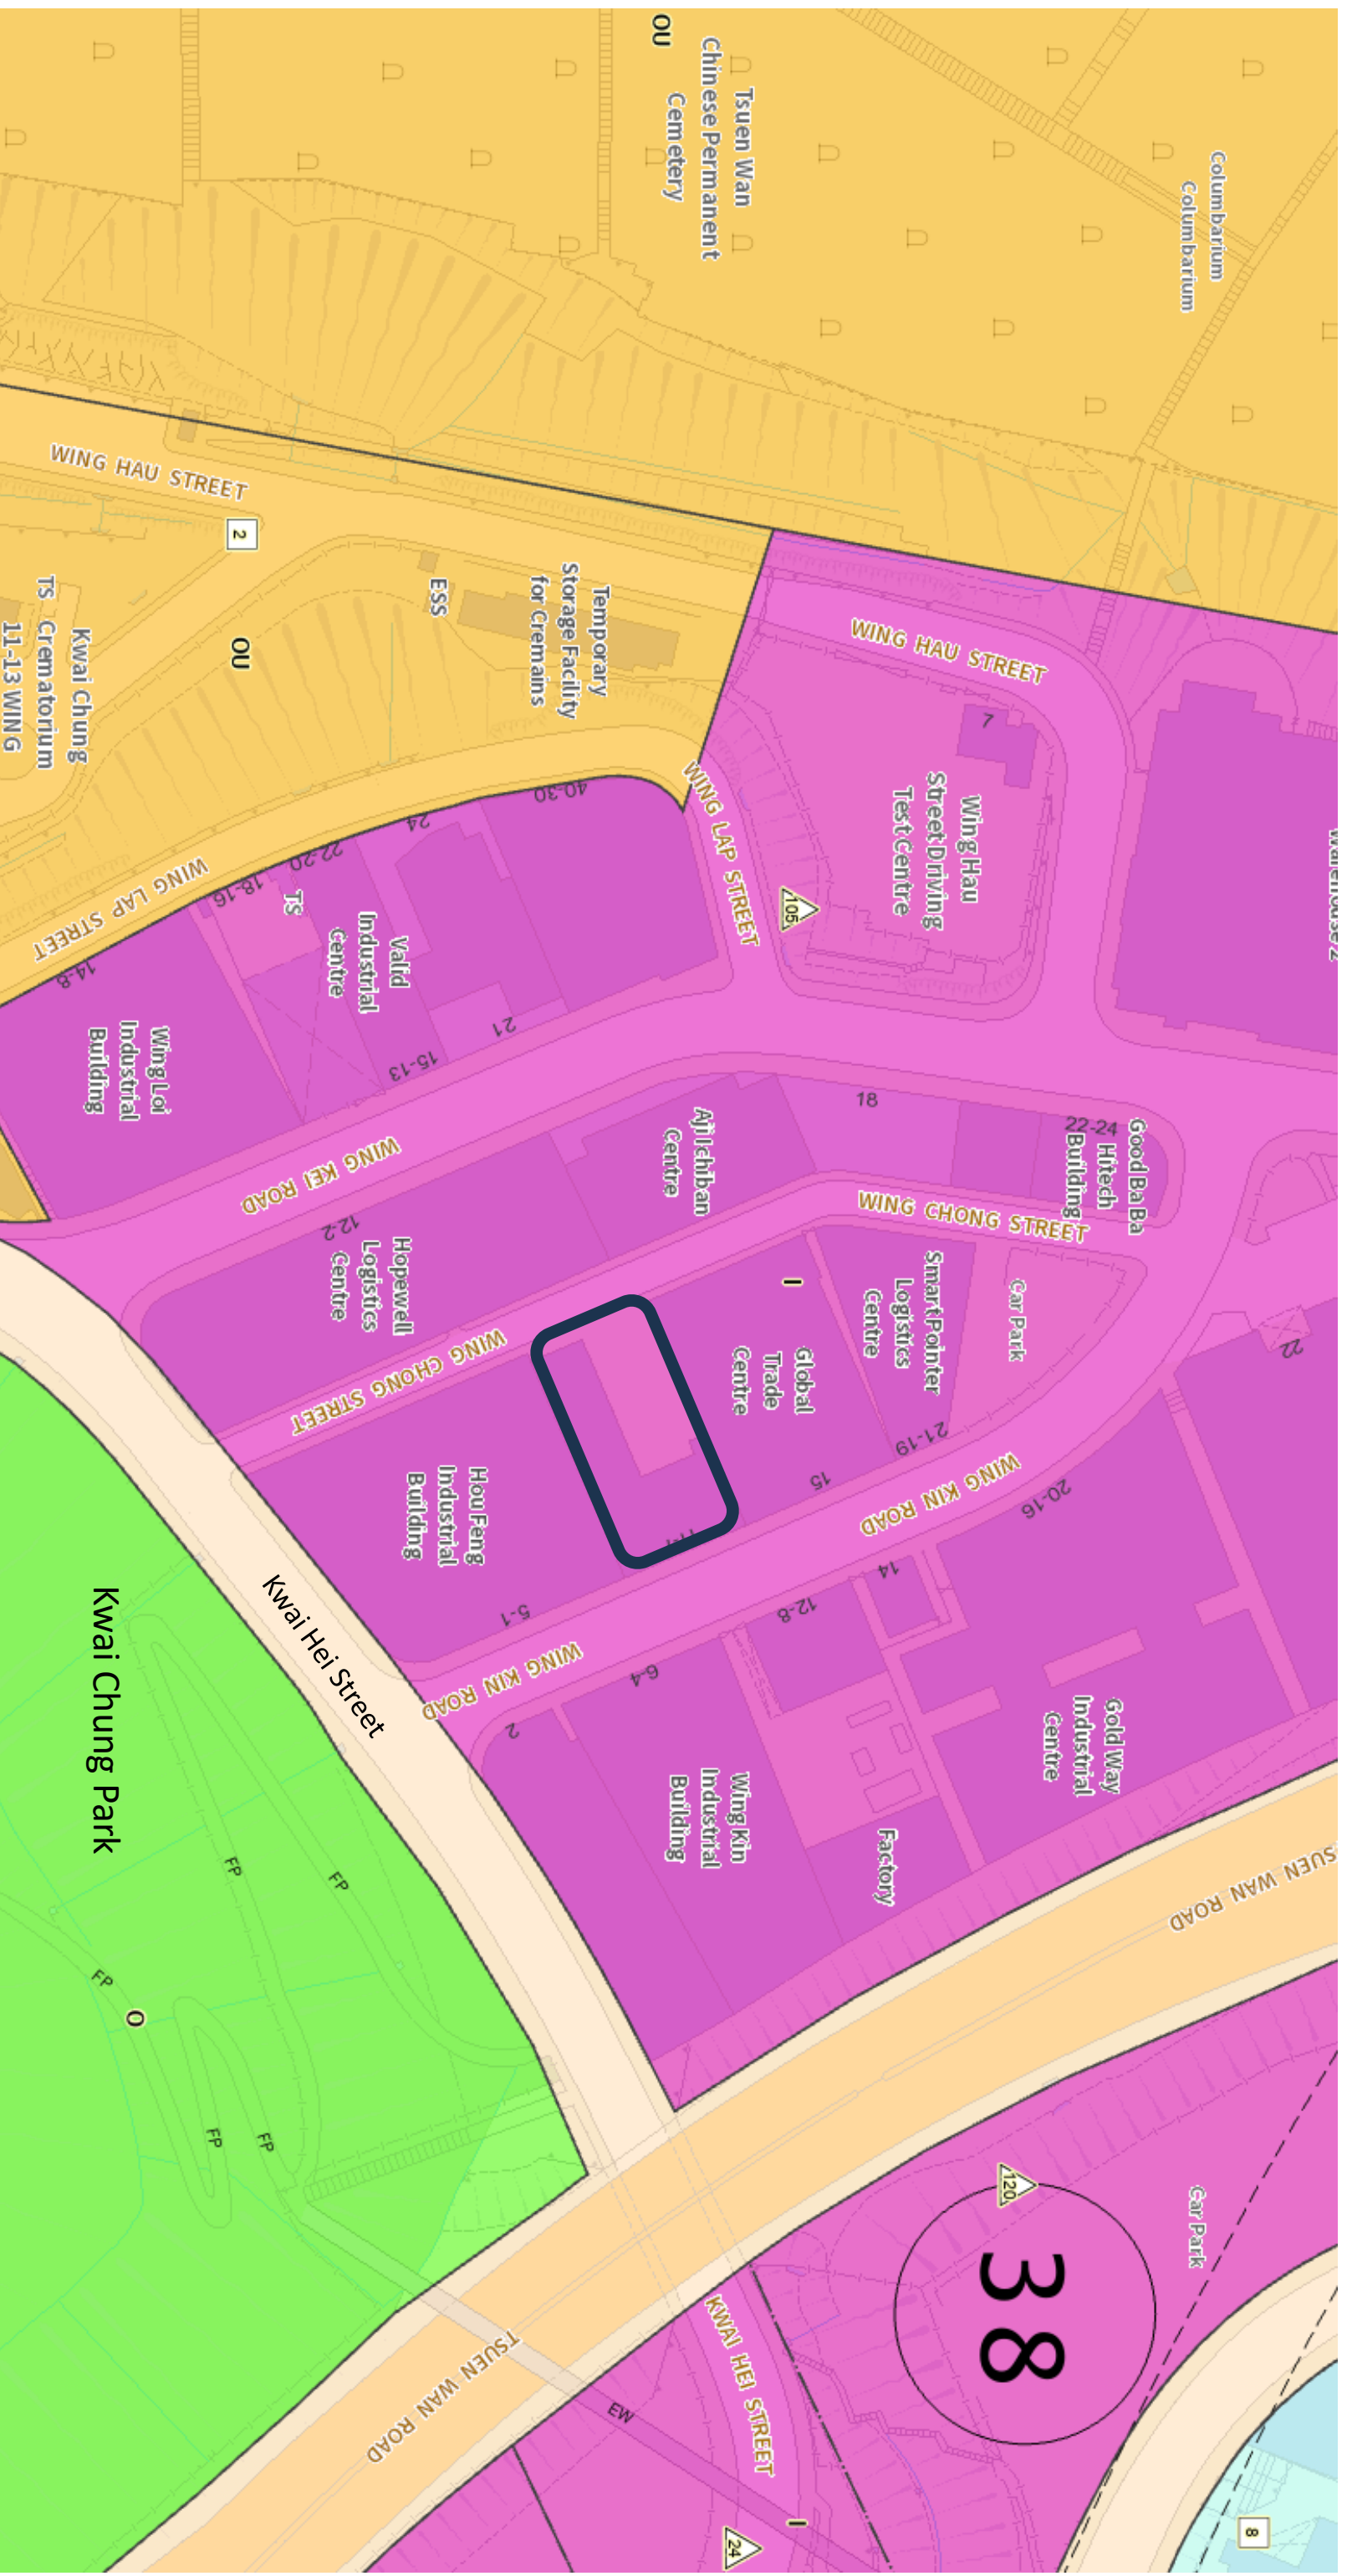 OU
Tsuen Wan
Chinese Permanent
Cemetery
Columbarium
Columbarium
WING HAU STREET
2
OU
ESS
Temporary
Storage Facility
for Cremains
Kwai Chung
TS Crematorium
11-13 WING
WING HAU STREET
7
Wing Hau
Street Driving
Test Centre
105
WING LAP STREET
WING LAP STREET
40-30
24
22-20
18-16
14-8
TS
Valid
Industrial
Centre
21
15-13
Wing Loi
Industrial
Building
WING KEI ROAD
12-2
Hopewell
Logistics
Centre
Aji Ichiban
Centre
18
22-24
Good Ba Ba
Hitech
Building
WING CHONG STREET
WING CHONG STREET
I
Smart Pointer
Logistics
Centre
Car Park
Global
Trade
Centre
21-19
15
22
WING KIN ROAD
20-16
Hou Feng
Industrial
Building
5-1
14
12-8
6-4
2
WING KIN ROAD
Gold Way
Industrial
Centre
Wing Kin
Industrial
Building
Factory
Kwai Hei Street
Kwai Chung Park
FP
FP
FP
O
FP
FP
TSUEN WAN ROAD
TSUEN WAN ROAD
120
38
Car Park
KWAI HEI STREET
EW
I
24
8